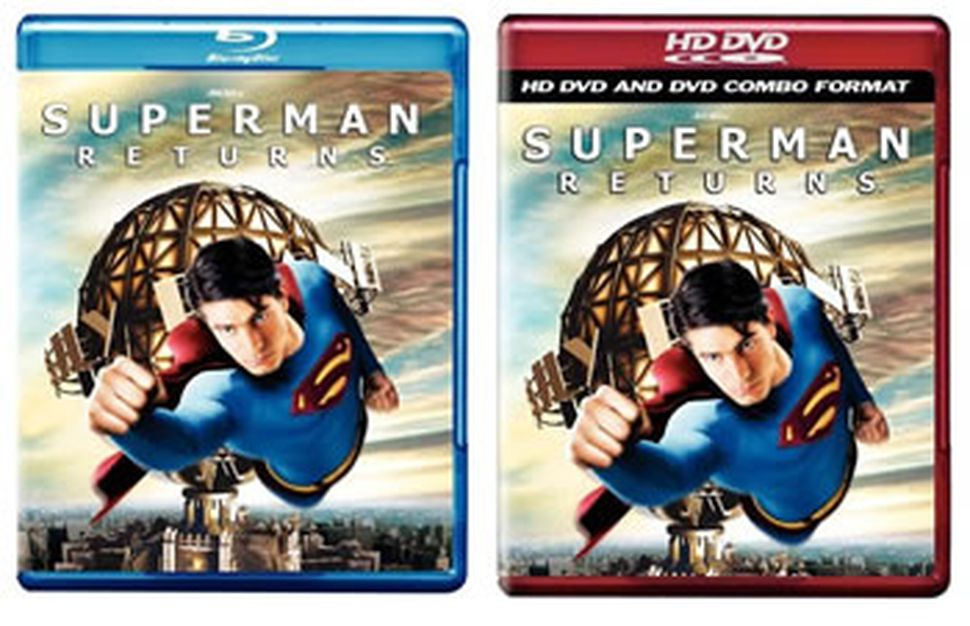 Blu-ray Disc
SUPERMAN
RETURNS
HD DVD
HD DVD AND DVD COMBO FORMAT
SUPERMAN
RETURNS